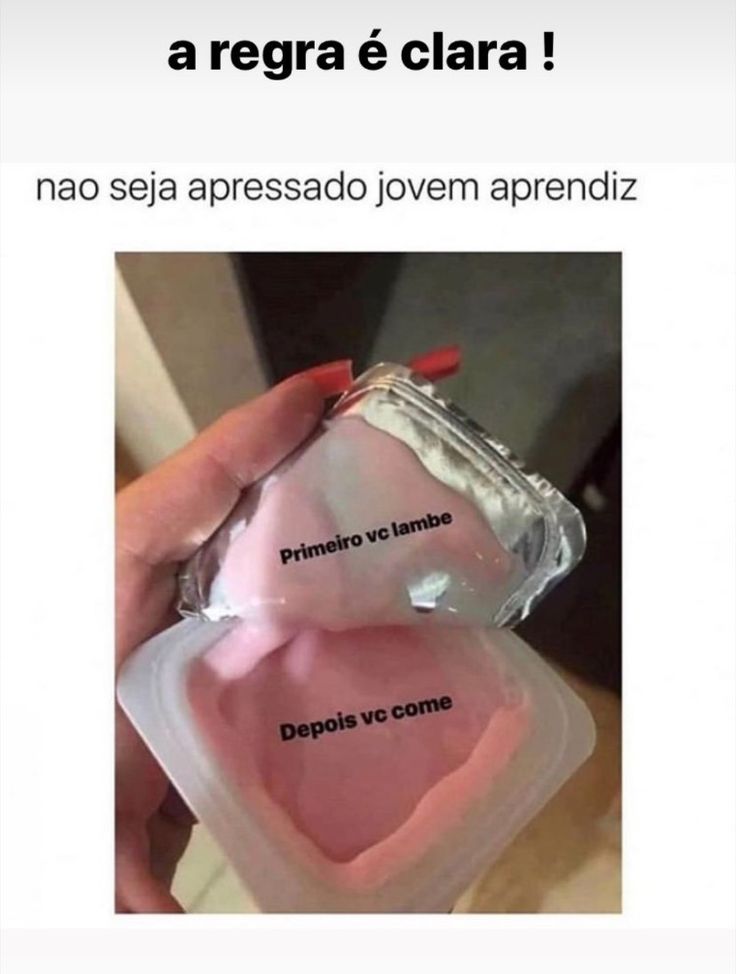 a regra é clara !
nao seja apressado jovem aprendiz
Primeiro vc lambe
Depois vc come